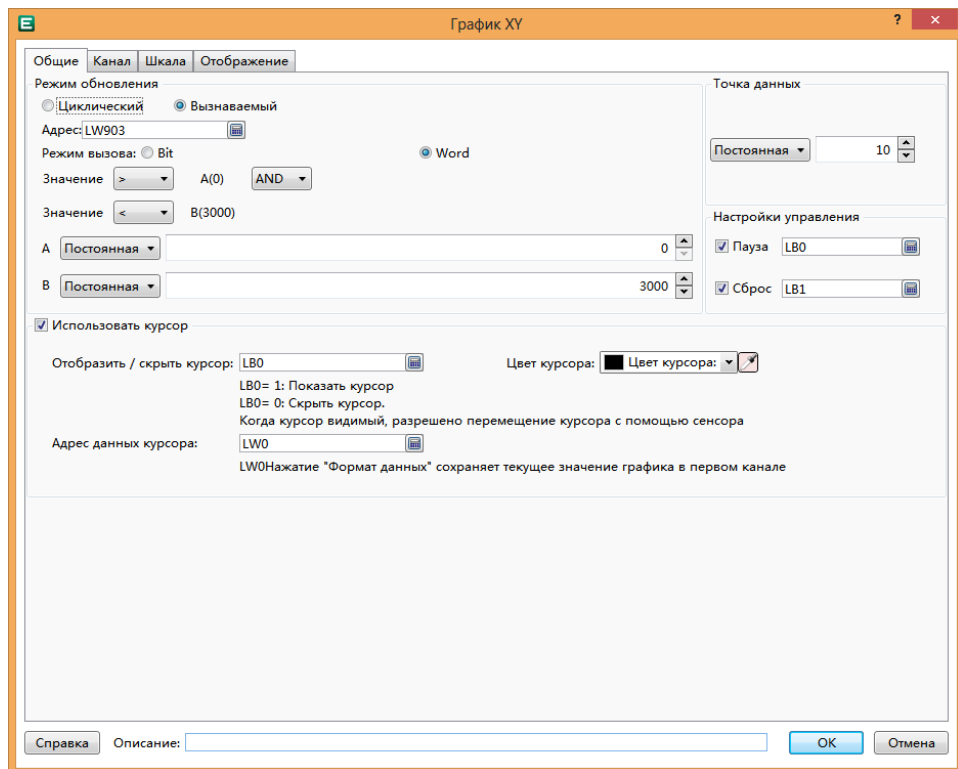 График XY
? ×
Общие Канал Шкала Отображение
Режим обновления
Циклический Вызнаваемый
Адрес: LW903
Режим вызова: Bit Word
Значение > A(0) AND
Значение < B(3000)
A Постоянная 0
B Постоянная 3000
Точка данных
Постоянная 10
Настройки управления
Пауза LB0
Сброс LB1
Использовать курсор
Отобразить / скрыть курсор: LB0 Цвет курсора: Цвет курсора:
LB0= 1: Показать курсор
LB0= 0: Скрыть курсор.
Когда курсор видимый, разрешено перемещение курсора с помощью сенсора
Адрес данных курсора: LW0
LW0Нажатие "Формат данных" сохраняет текущее значение графика в первом канале
Справка Описание: OK Отмена